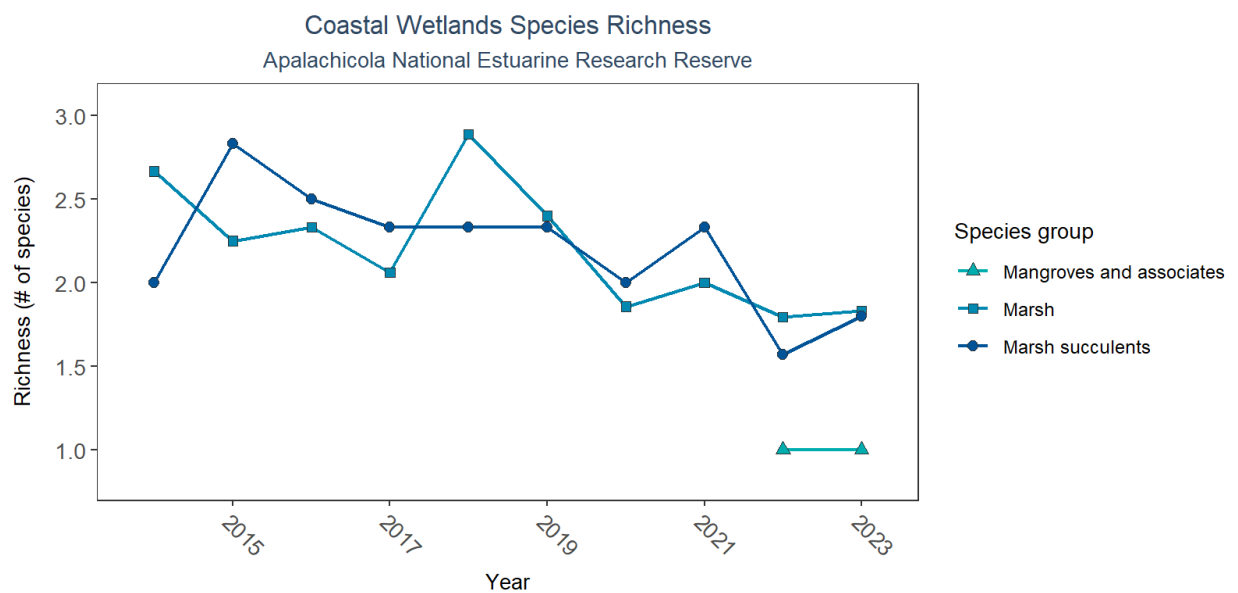 Coastal Wetlands Species Richness
Apalachicola National Estuarine Research Reserve
Richness (# of species)
3.0
2.5
2.0
1.5
1.0
2015
2017
2019
2021
2023
Year
Species group
Mangroves and associates
Marsh
Marsh succulents